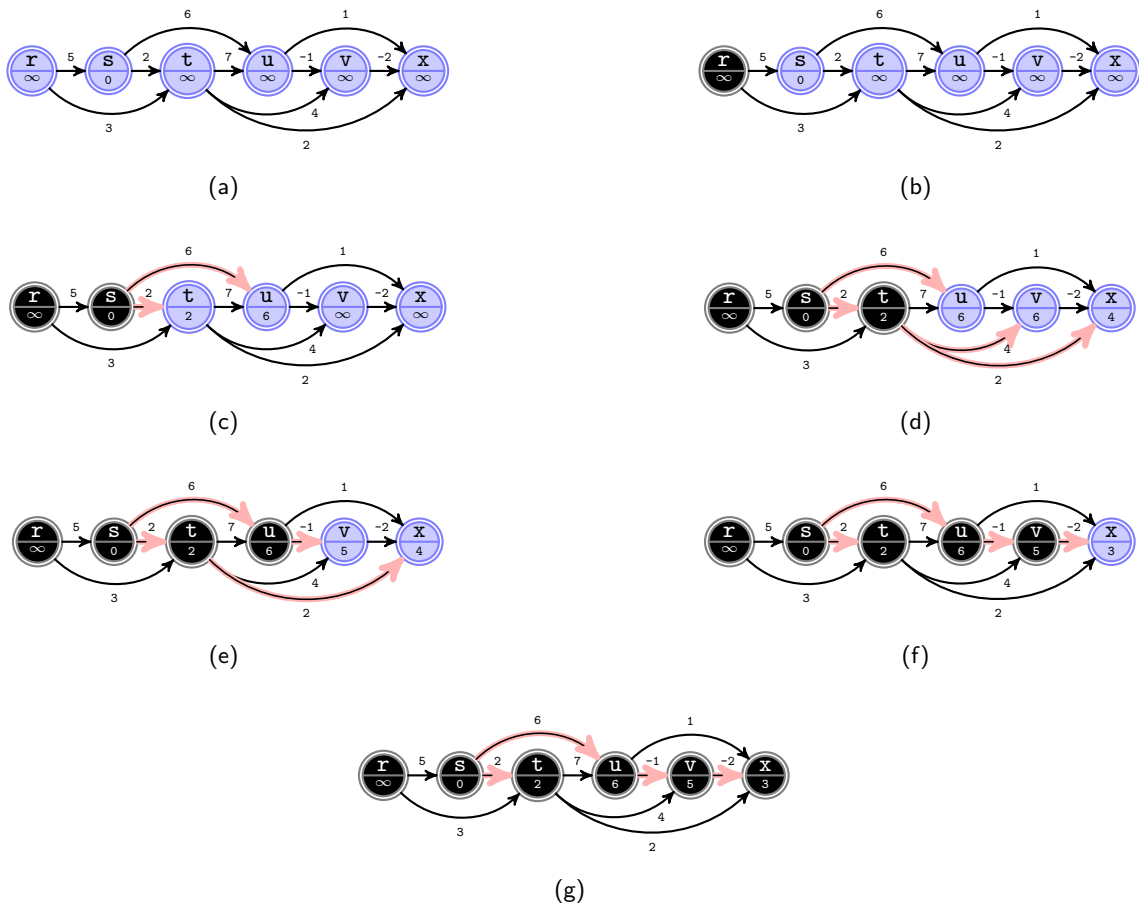 6 1
r s t u v x
5 2 7 -1 -2
∞ 0 ∞ ∞ ∞ ∞
3 4 2
(a)
6 1
r s t u v x
5 2 7 -1 -2
∞ 0 ∞ ∞ ∞ ∞
3 4 2
(b)
6 1
r s t u v x
5 2 7 -1 -2
∞ 0 2 6 ∞ ∞
3 4 2
(c)
6 1
r s t u v x
5 2 7 -1 -2
∞ 0 2 6 6 4
3 4 2
(d)
6 1
r s t u v x
5 2 7 -1 -2
∞ 0 2 6 5 4
3 4 2
(e)
6 1
r s t u v x
5 2 7 -1 -2
∞ 0 2 6 5 3
3 4 2
(f)
6 1
r s t u v x
5 2 7 -1 -2
∞ 0 2 6 5 3
3 4 2
(g)